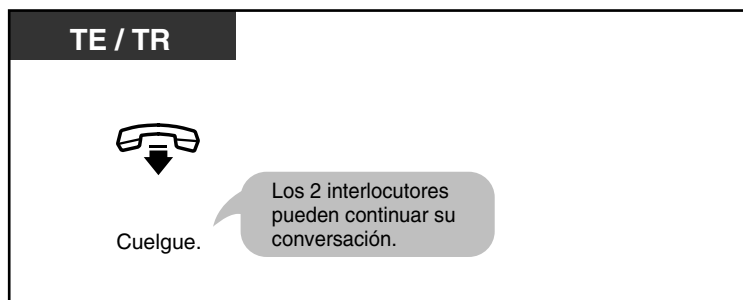 TE / TR
Los 2 interlocutores
pueden continuar su
conversación.
Cuelgue.